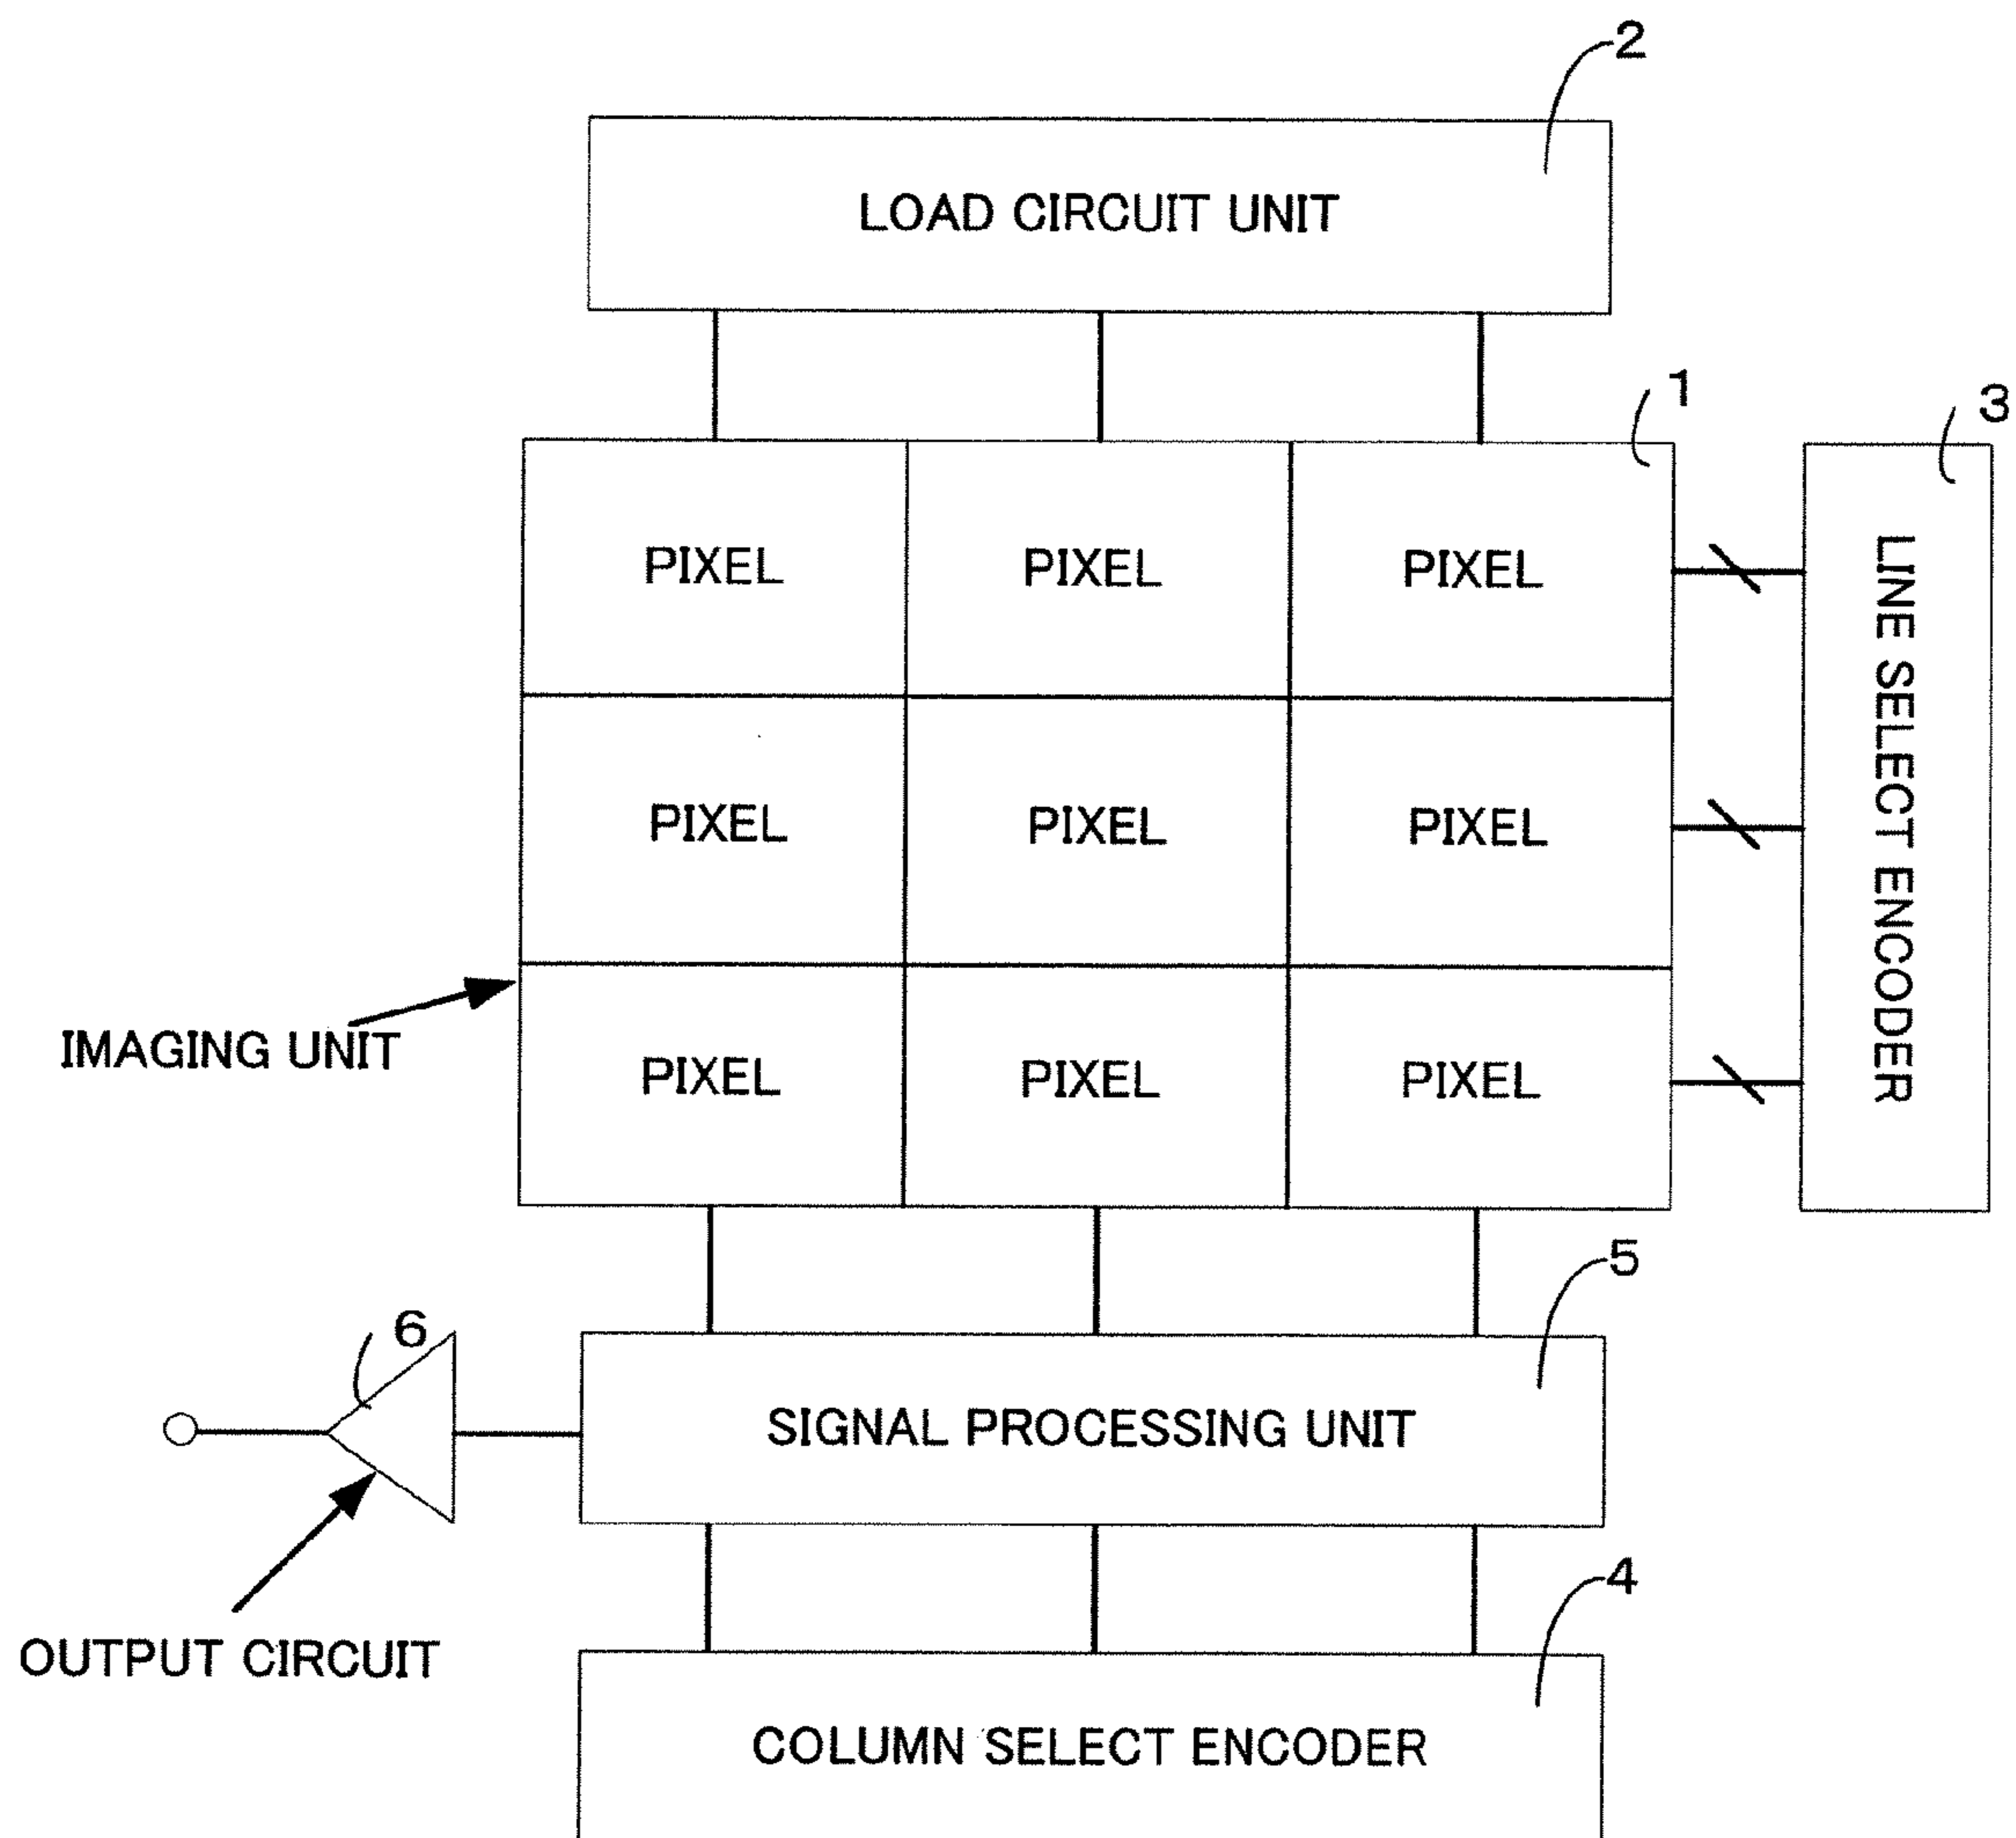 2
LOAD CIRCUIT UNIT
1
3
PIXEL PIXEL PIXEL
LINE SELECT ENCODER
PIXEL PIXEL PIXEL
IMAGING UNIT
PIXEL PIXEL PIXEL
5
6
SIGNAL PROCESSING UNIT
4
OUTPUT CIRCUIT
COLUMN SELECT ENCODER